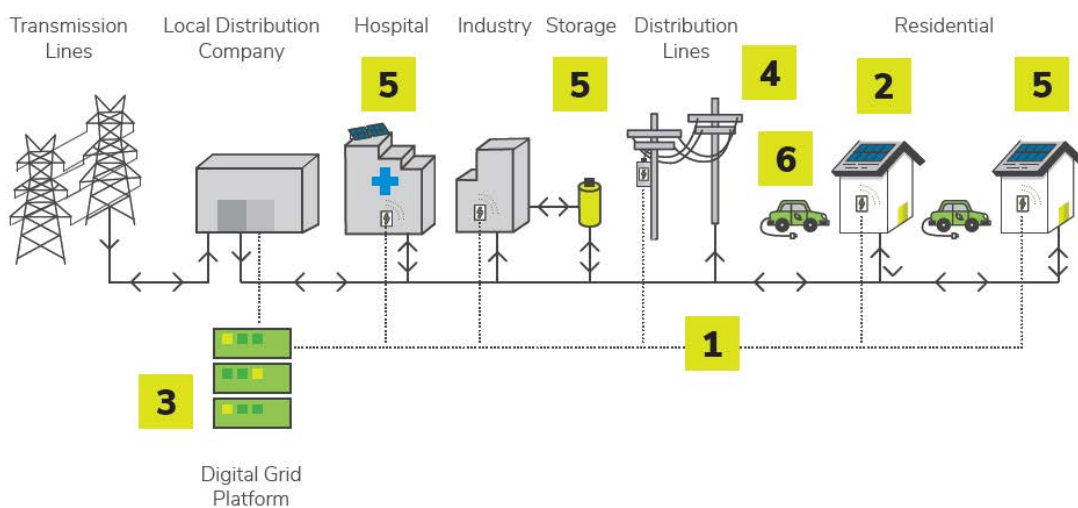 Transmission
Lines
Local Distribution
Company
Hospital
Industry
Storage
Distribution
Lines
Residential
5
5
4
2
5
6
1
3
Digital Grid
Platform